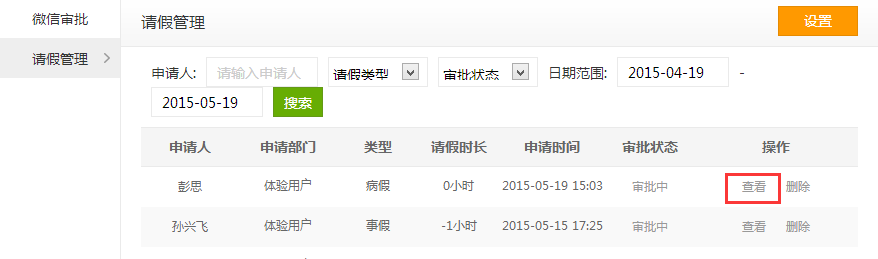 微信审批
请假管理
请假管理
设置
申请人: 请输入申请人 请假类型 审批状态 日期范围: 2015-04-19 -
2015-05-19 搜索
申请人 申请部门 类型 请假时长 申请时间 审批状态 操作
彭思 体验用户 病假 0小时 2015-05-19 15:03 审批中 查看 删除
孙兴飞 体验用户 事假 -1小时 2015-05-15 17:25 审批中 查看 删除